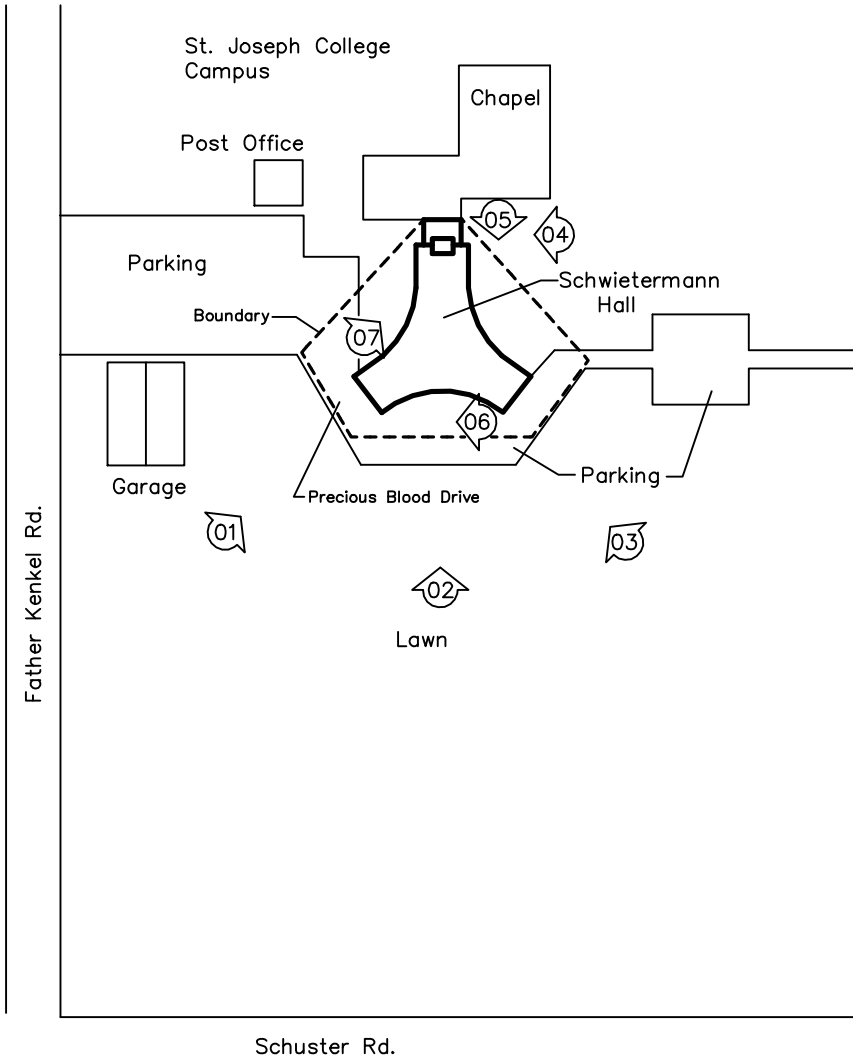 St. Joseph College
Campus
Chapel
Post Office
05
04
Parking
Schwietermann
Hall
Boundary
07
06
Parking
Garage
Precious Blood Drive
01
03
02
Lawn
Father Kenkel Rd.
Schuster Rd.